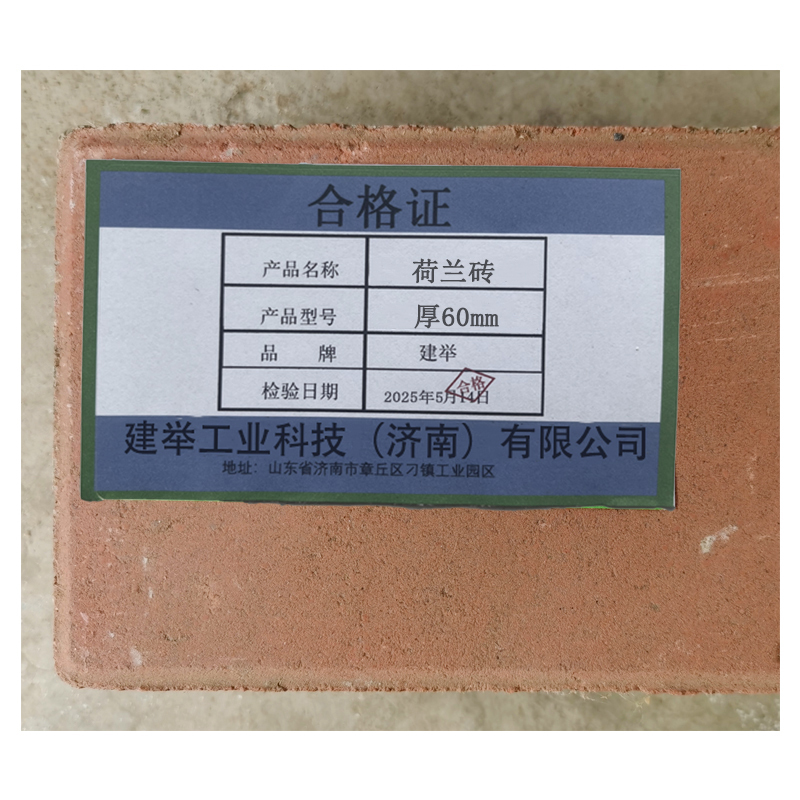 合格证
产品名称 荷兰砖
产品型号 厚60mm
品 牌 建举
检验日期 2025年5月14日
合格
建举工业科技（济南）有限公司
地址：山东省济南市章丘区刁镇工业园区